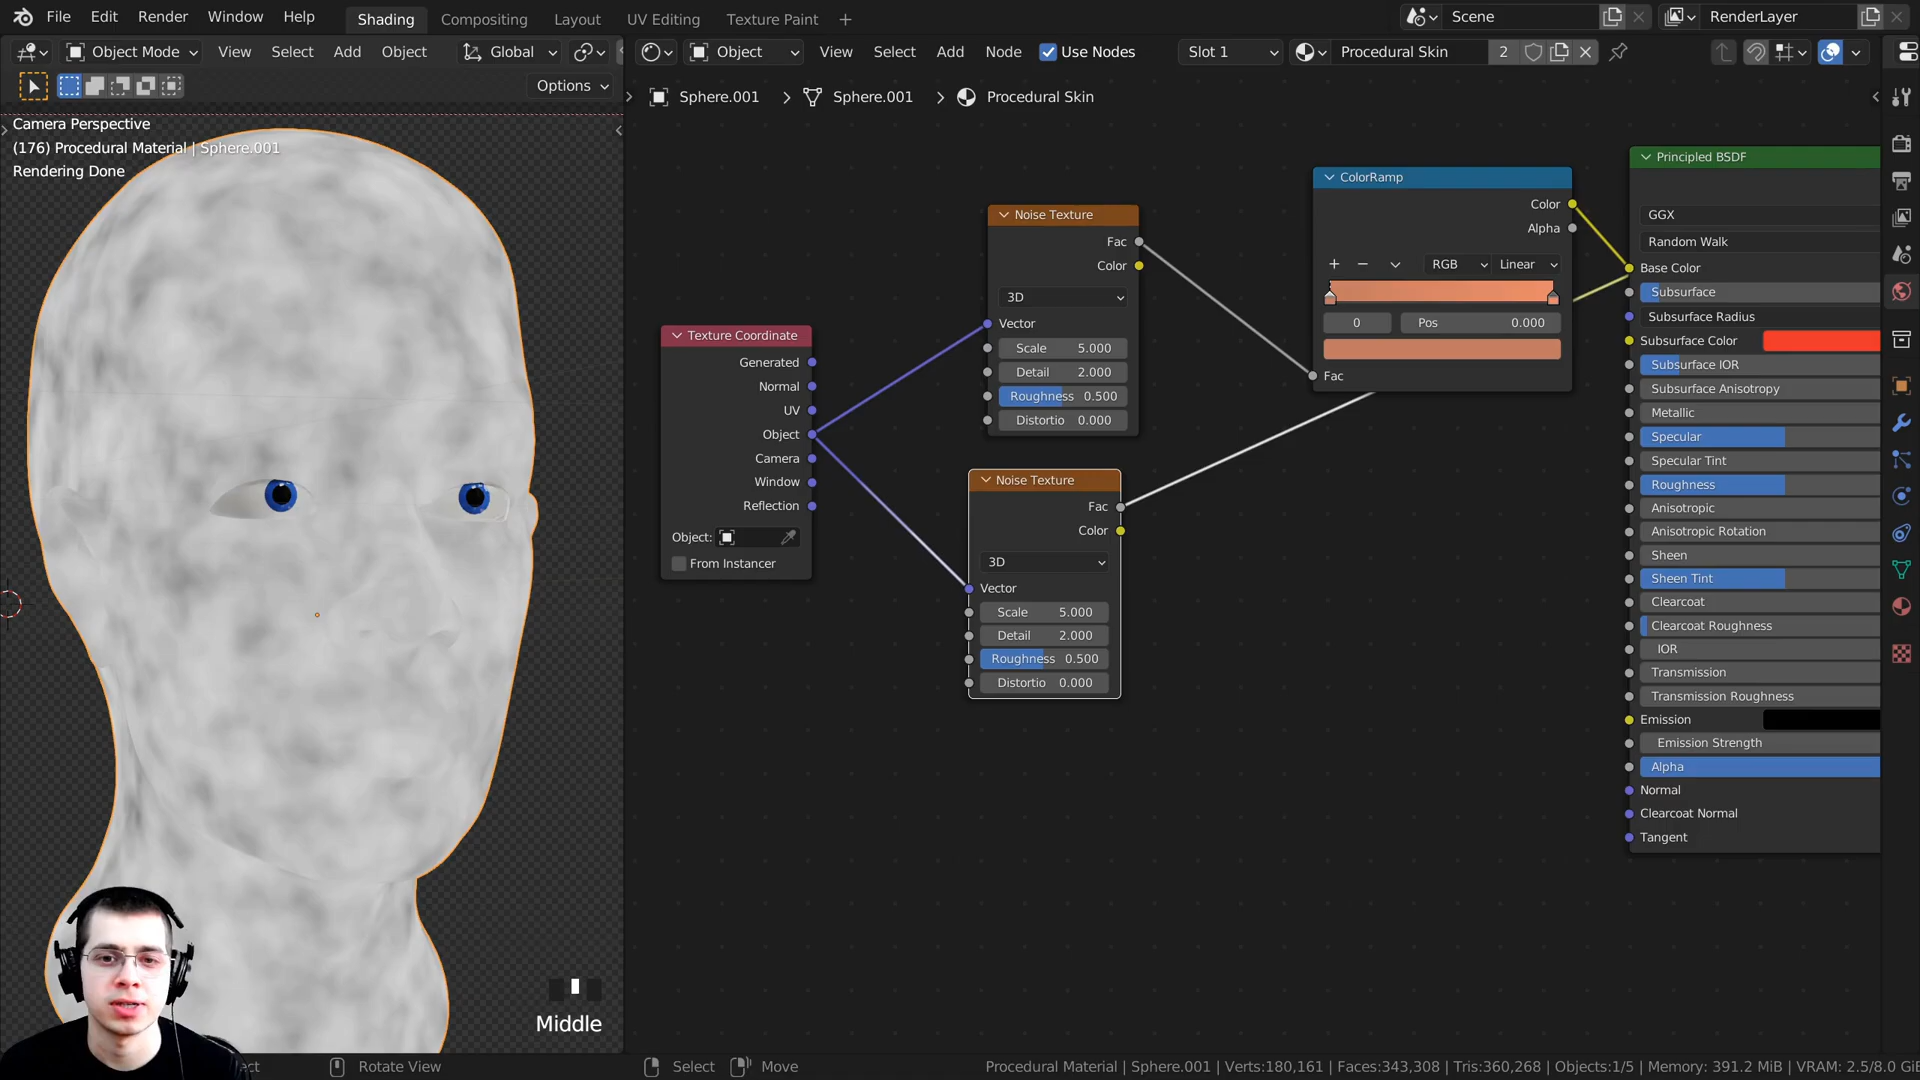 File Edit Render Window Help Shading Compositing Layout UV Editing Texture Paint + Scene RenderLayer
Object Mode View Select Add Object Global Object View Select Add Node Use Nodes Slot 1 Procedural Skin 2
Options
Sphere.001 > Sphere.001 > Procedural Skin
Camera Perspective
(176) Procedural Material | Sphere.001
Rendering Done
Texture Coordinate
Generated
Normal
UV
Object
Camera
Window
Reflection
Object:
From Instancer
Noise Texture
Fac
Color
3D
Vector
Scale 5.000
Detail 2.000
Roughness 0.500
Distortio 0.000
Noise Texture
Fac
Color
3D
Vector
Scale 5.000
Detail 2.000
Roughness 0.500
Distortio 0.000
ColorRamp
Color
Alpha
+ − RGB Linear
0 Pos 0.000
Fac
Principled BSDF
GGX
Random Walk
Base Color
Subsurface
Subsurface Radius
Subsurface Color
Subsurface IOR
Subsurface Anisotropy
Metallic
Specular
Specular Tint
Roughness
Anisotropic
Anisotropic Rotation
Sheen
Sheen Tint
Clearcoat
Clearcoat Roughness
IOR
Transmission
Transmission Roughness
Emission
Emission Strength
Alpha
Normal
Clearcoat Normal
Tangent
Middle
Rotate View Select Move Procedural Material | Sphere.001 | Verts:180,161 | Faces:343,308 | Tris:360,268 | Objects:1/5 | Memory: 391.2 MiB | VRAM: 2.5/8.0